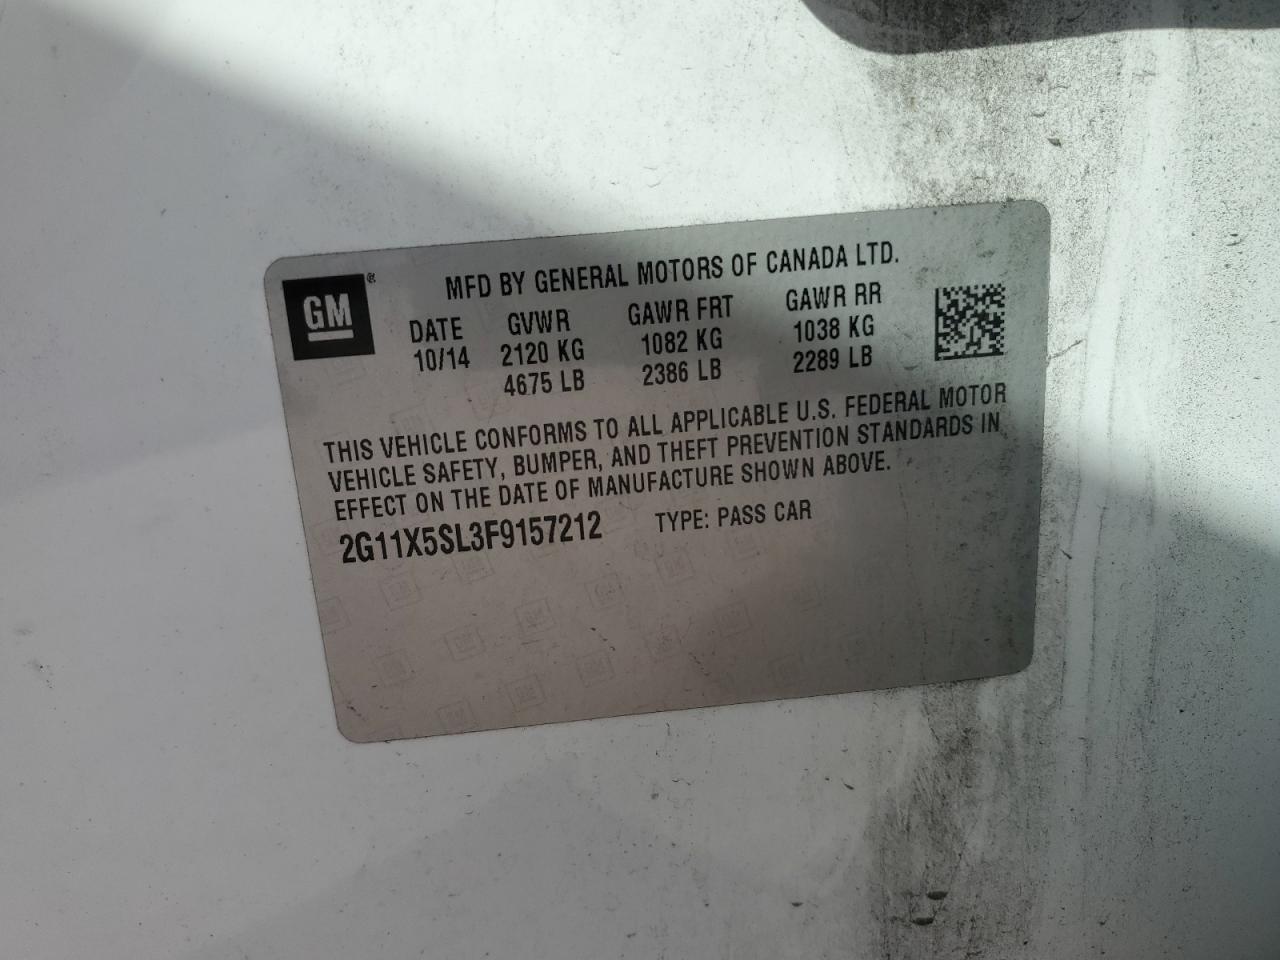 GM®
MFD BY GENERAL MOTORS OF CANADA LTD.
DATE GVWR GAWR FRT GAWR RR
10/14 2120 KG 1082 KG 1038 KG
4675 LB 2386 LB 2289 LB
THIS VEHICLE CONFORMS TO ALL APPLICABLE U.S. FEDERAL MOTOR
VEHICLE SAFETY, BUMPER, AND THEFT PREVENTION STANDARDS IN
EFFECT ON THE DATE OF MANUFACTURE SHOWN ABOVE.
2G11X5SL3F9157212 TYPE: PASS CAR